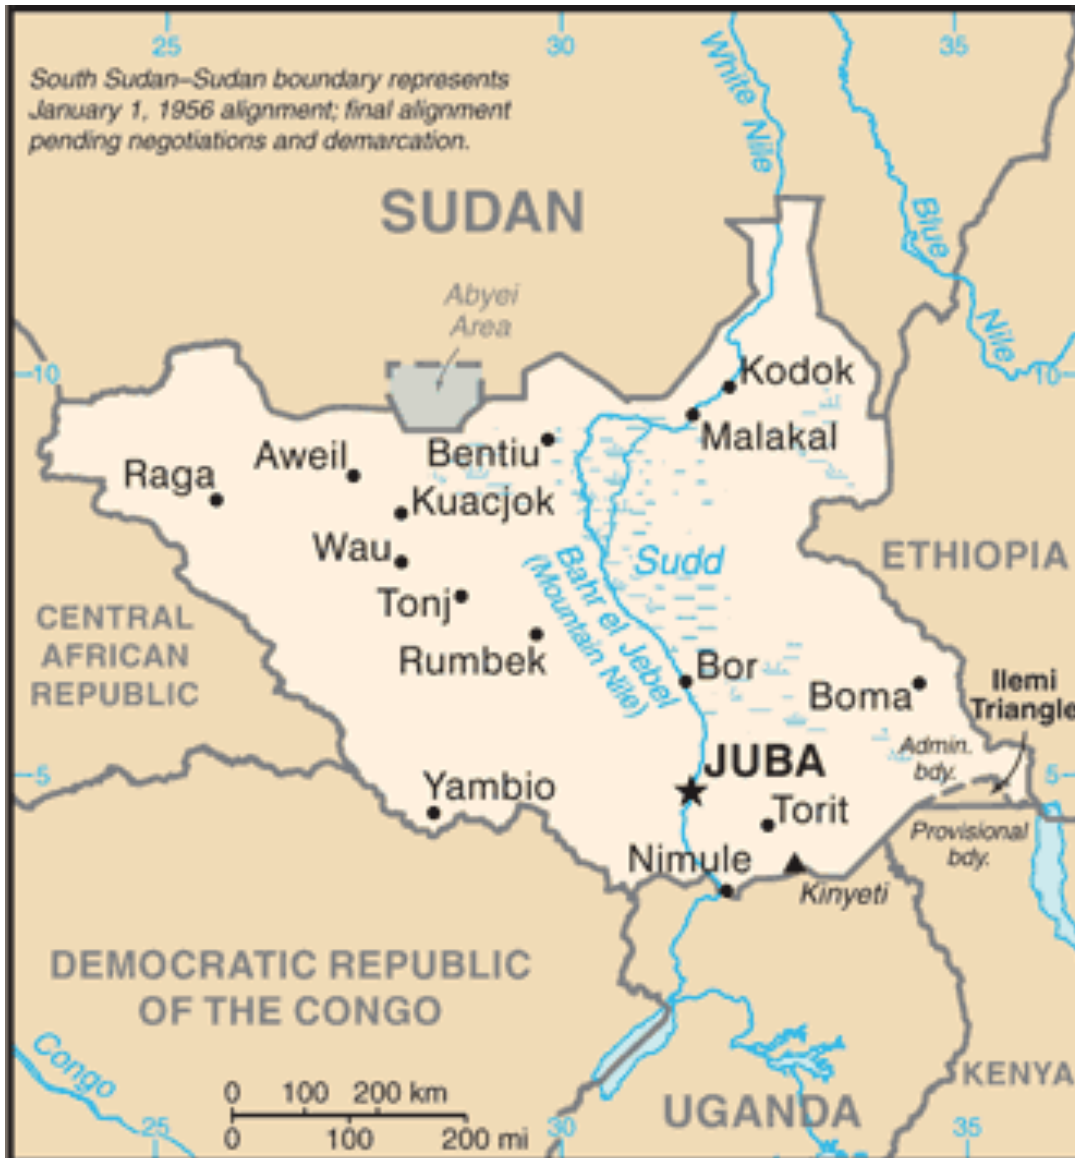 25
30
35
South Sudan–Sudan boundary represents
January 1, 1956 alignment; final alignment
pending negotiations and demarcation.
White Nile
SUDAN
Blue
Nile
Abyei
Area
10
10
Kodok
Malakal
Bentiu
Aweil
Raga
Kuacjok
Wau
Sudd
ETHIOPIA
Bahr el Jebel
(Mountain Nile)
Tonj
CENTRAL
AFRICAN
REPUBLIC
Rumbek
Bor
Boma
Ilemi
Triangle
Admin.
bdy.
JUBA
5
5
Yambio
Torit
Provisional
bdy.
Nimule
Kinyeti
DEMOCRATIC REPUBLIC
OF THE CONGO
Congo
KENYA
UGANDA
0 100 200 km
0 100 200 mi
25
30
35